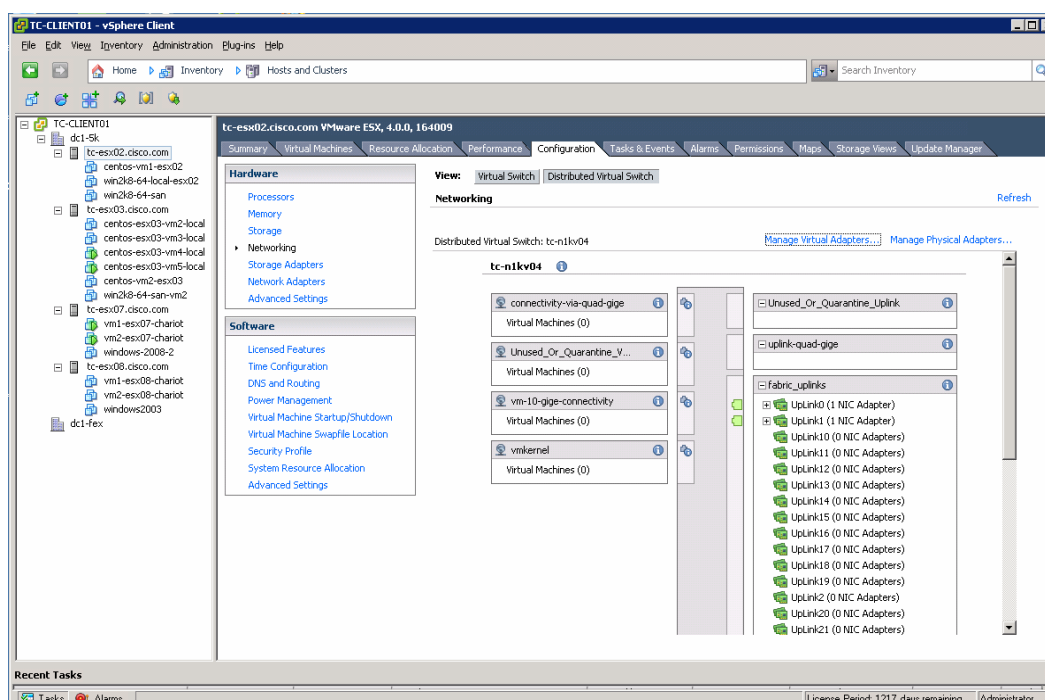 TC-CLIENT01 - vSphere Client
File Edit View Inventory Administration Plug-ins Help
Home Inventory Hosts and Clusters
Search Inventory
TC-CLIENT01
dc1-5k
tc-esx02.cisco.com
centos-vm1-esx02
win2k8-64-local-esx02
win2k8-64-san
tc-esx03.cisco.com
centos-esx03-vm2-local
centos-esx03-vm3-local
centos-esx03-vm4-local
centos-esx03-vm5-local
centos-vm2-esx03
win2k8-64-san-vm2
tc-esx07.cisco.com
vm1-esx07-chariot
vm2-esx07-chariot
windows-2008-2
tc-esx08.cisco.com
vm1-esx08-chariot
vm2-esx08-chariot
windows2003
dc1-fex
tc-esx02.cisco.com VMware ESX, 4.0.0, 164009
Summary Virtual Machines Resource Allocation Performance Configuration Tasks & Events Alarms Permissions Maps Storage Views Update Manager
Hardware
Processors
Memory
Storage
Networking
Storage Adapters
Network Adapters
Advanced Settings
Software
Licensed Features
Time Configuration
DNS and Routing
Power Management
Virtual Machine Startup/Shutdown
Virtual Machine Swapfile Location
Security Profile
System Resource Allocation
Advanced Settings
View: Virtual Switch Distributed Virtual Switch
Networking
Refresh
Distributed Virtual Switch: tc-n1kv04
Manage Virtual Adapters... Manage Physical Adapters...
tc-n1kv04
connectivity-via-quad-gige
Virtual Machines (0)
Unused_Or_Quarantine_V...
Virtual Machines (0)
vm-10-gige-connectivity
Virtual Machines (0)
vmkernel
Virtual Machines (0)
Unused_Or_Quarantine_Uplink
uplink-quad-gige
fabric_uplinks
UpLink0 (1 NIC Adapter)
UpLink1 (1 NIC Adapter)
UpLink10 (0 NIC Adapters)
UpLink11 (0 NIC Adapters)
UpLink12 (0 NIC Adapters)
UpLink13 (0 NIC Adapters)
UpLink14 (0 NIC Adapters)
UpLink15 (0 NIC Adapters)
UpLink16 (0 NIC Adapters)
UpLink17 (0 NIC Adapters)
UpLink18 (0 NIC Adapters)
UpLink19 (0 NIC Adapters)
UpLink2 (0 NIC Adapters)
UpLink20 (0 NIC Adapters)
UpLink21 (0 NIC Adapters)
Recent Tasks
Tasks Alarms
License Period: 1217 days remaining Administrator